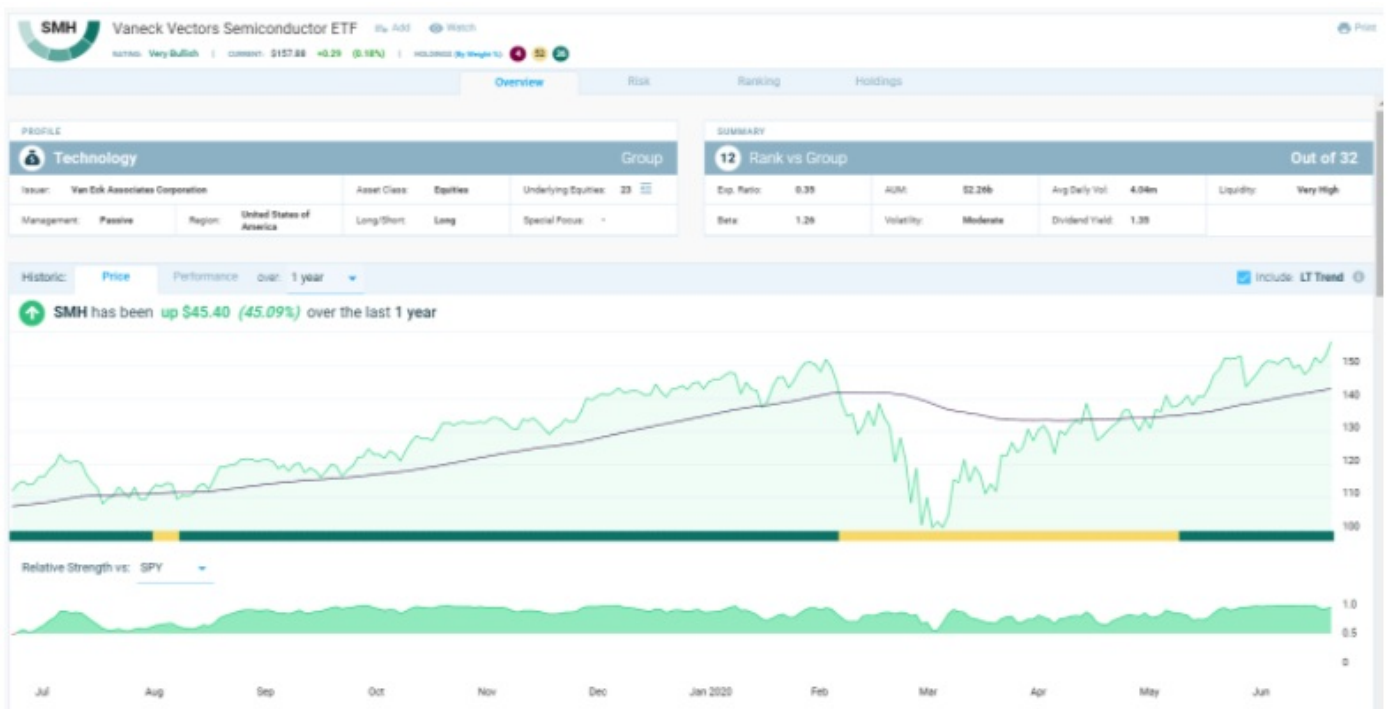 SMH Vaneck Vectors Semiconductor ETF Add Watch Print
RATING: Very Bullish | CURRENT: $157.88 +0.29 (0.18%) | HOLDINGS (By Weight %) 4 52 26
Overview Risk Ranking Holdings
PROFILE
Technology Group
Issuer: Van Eck Associates Corporation Asset Class: Equities Underlying Equities: 23
Management: Passive Region: United States of America Long/Short: Long Special Focus: -
SUMMARY
12 Rank vs Group Out of 32
Exp. Ratio: 0.35 AUM: $2.26b Avg Daily Vol: 4.04m Liquidity: Very High
Beta: 1.26 Volatility: Moderate Dividend Yield: 1.35
Historic: Price Performance over: 1 year Include: LT Trend
SMH has been up $45.40 (45.09%) over the last 1 year
150
140
130
120
110
100
Relative Strength vs: SPY
1.0
0.5
0
Jul Aug Sep Oct Nov Dec Jan 2020 Feb Mar Apr May Jun